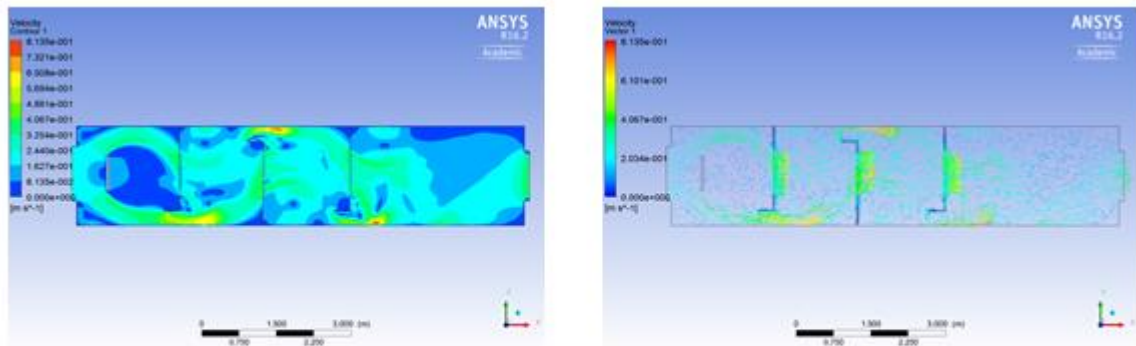 Velocity
Contour 1
8.135e-001
7.321e-001
6.508e-001
5.694e-001
4.881e-001
4.067e-001
3.254e-001
2.440e-001
1.627e-001
8.135e-002
0.000e+000
[m s^-1]
ANSYS
R16.2
Academic
0
1.500
3.000 (m)
0.750
2.250
Velocity
Vector 1
8.135e-001
6.101e-001
4.067e-001
2.034e-001
0.000e+000
[m s^-1]
ANSYS
R16.2
Academic
0
1.500
3.000 (m)
0.750
2.250